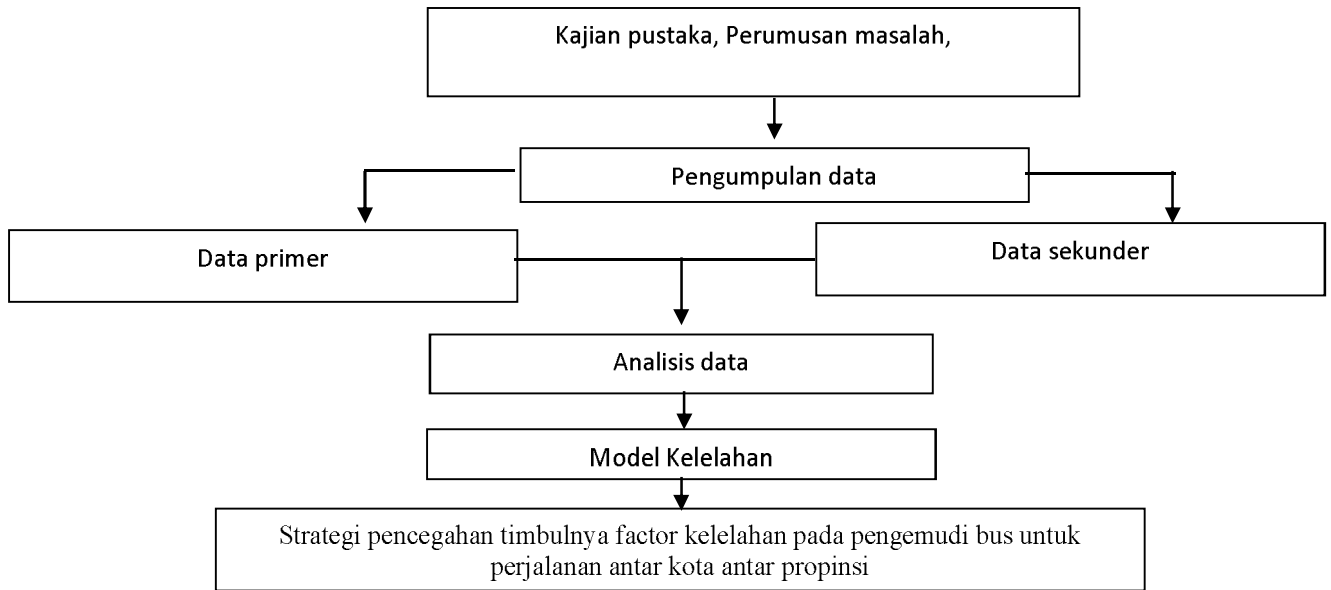 Kajian pustaka, Perumusan masalah,
Pengumpulan data
Data primer
Data sekunder
Analisis data
Model Kelelahan
Strategi pencegahan timbulnya factor kelelahan pada pengemudi bus untuk
perjalanan antar kota antar propinsi